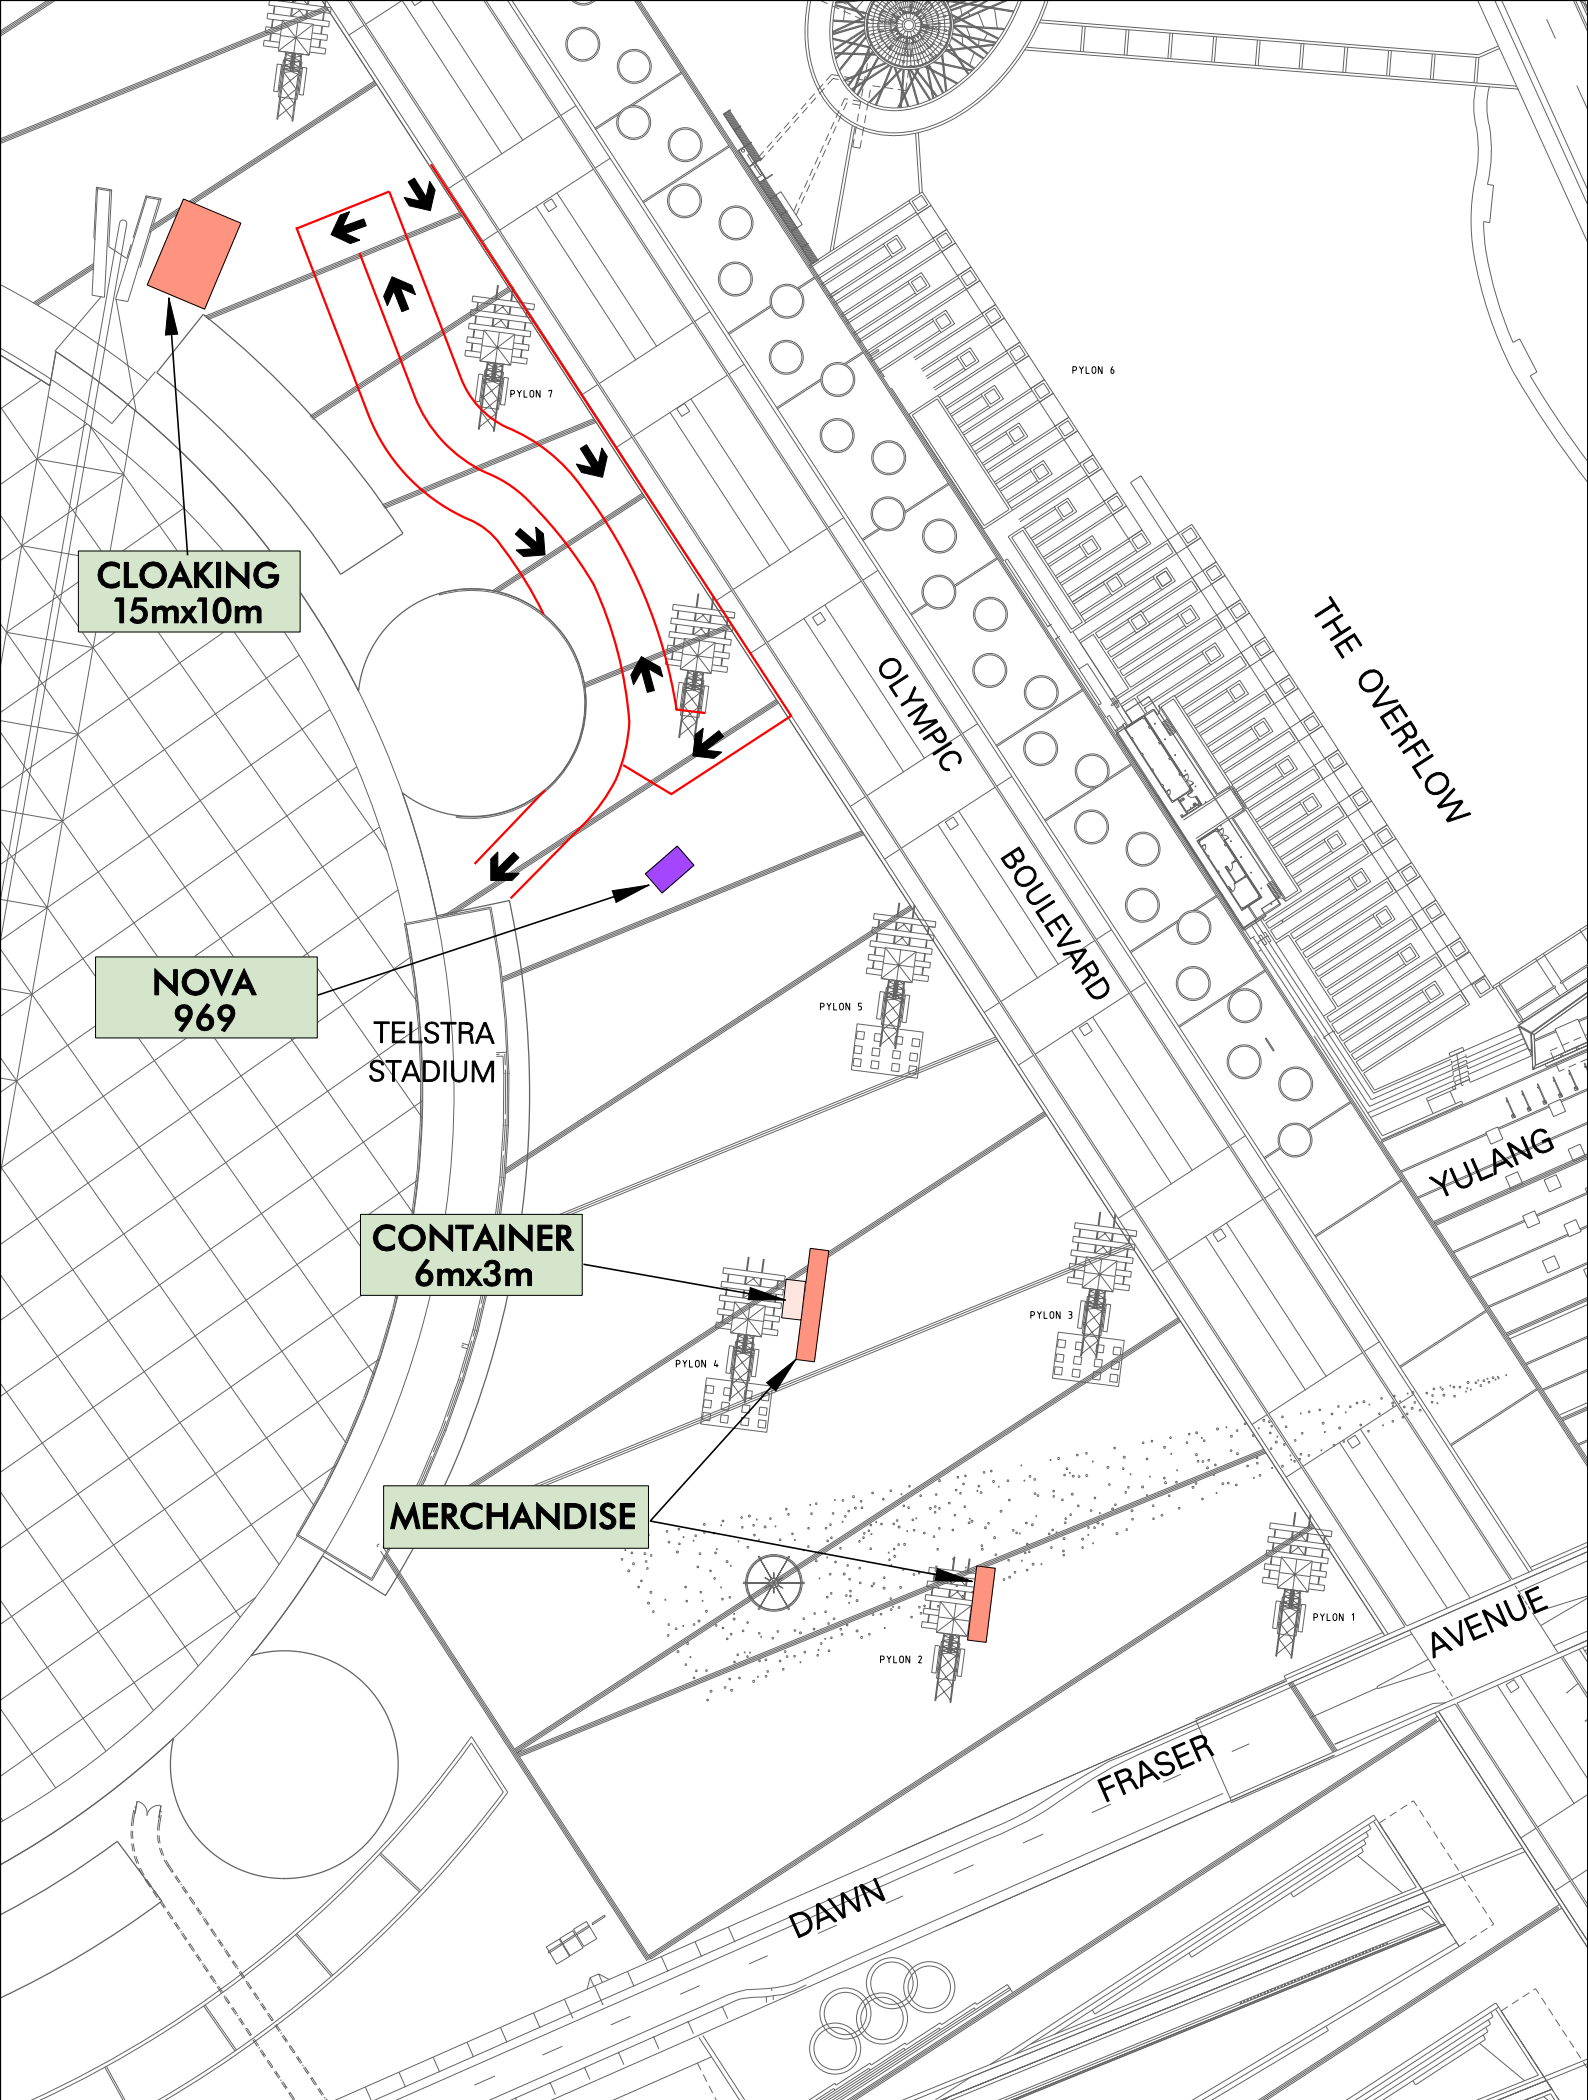 PYLON 6
PYLON 7
CLOAKING
15mx10m
THE OVERFLOW
OLYMPIC
BOULEVARD
NOVA
969
PYLON 5
TELSTRA
STADIUM
YULANG
CONTAINER
6mx3m
PYLON 3
PYLON 4
MERCHANDISE
PYLON 1
AVENUE
PYLON 2
FRASER
DAWN